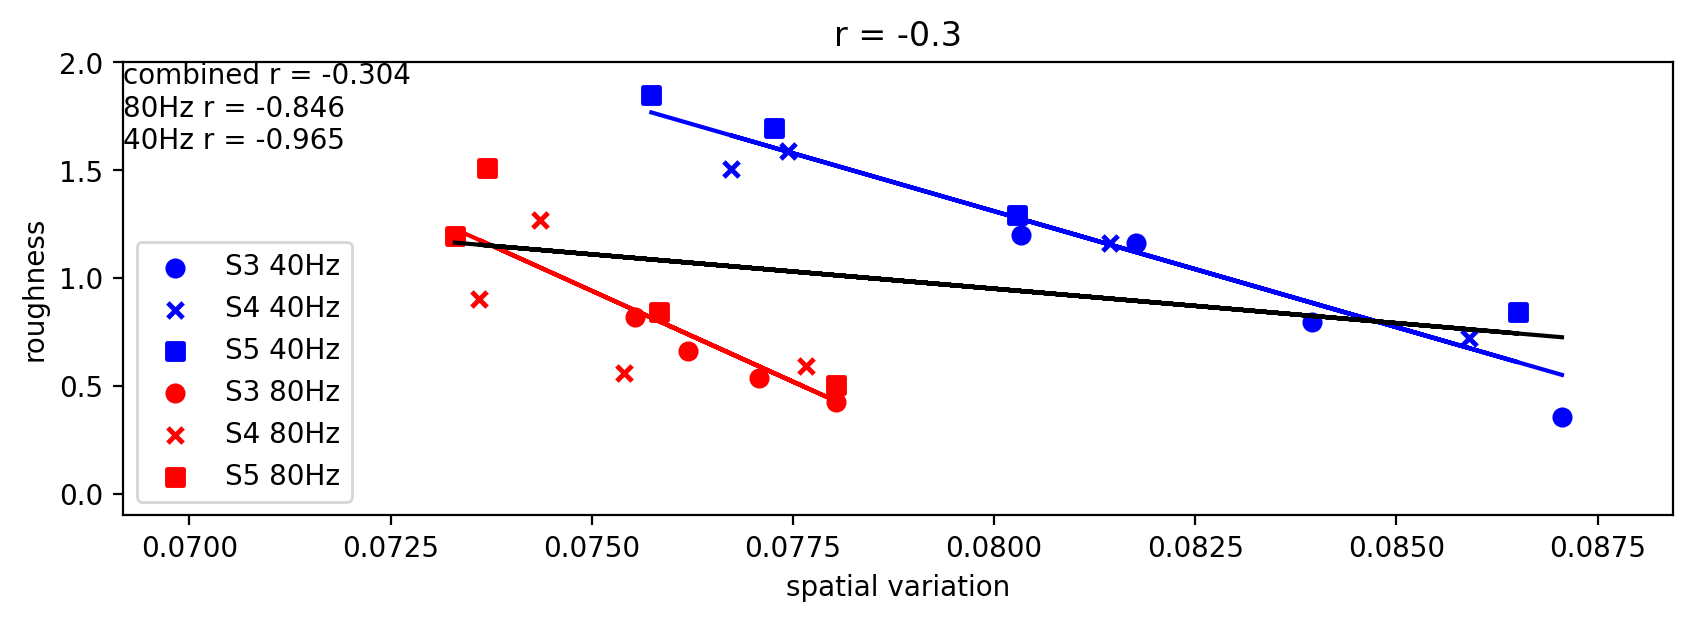 r = -0.3
combined r = -0.304
80Hz r = -0.846
40Hz r = -0.965
2.0
1.5
1.0
0.5
0.0
roughness
S3 40Hz
S4 40Hz
S5 40Hz
S3 80Hz
S4 80Hz
S5 80Hz
0.0700 0.0725 0.0750 0.0775 0.0800 0.0825 0.0850 0.0875
spatial variation